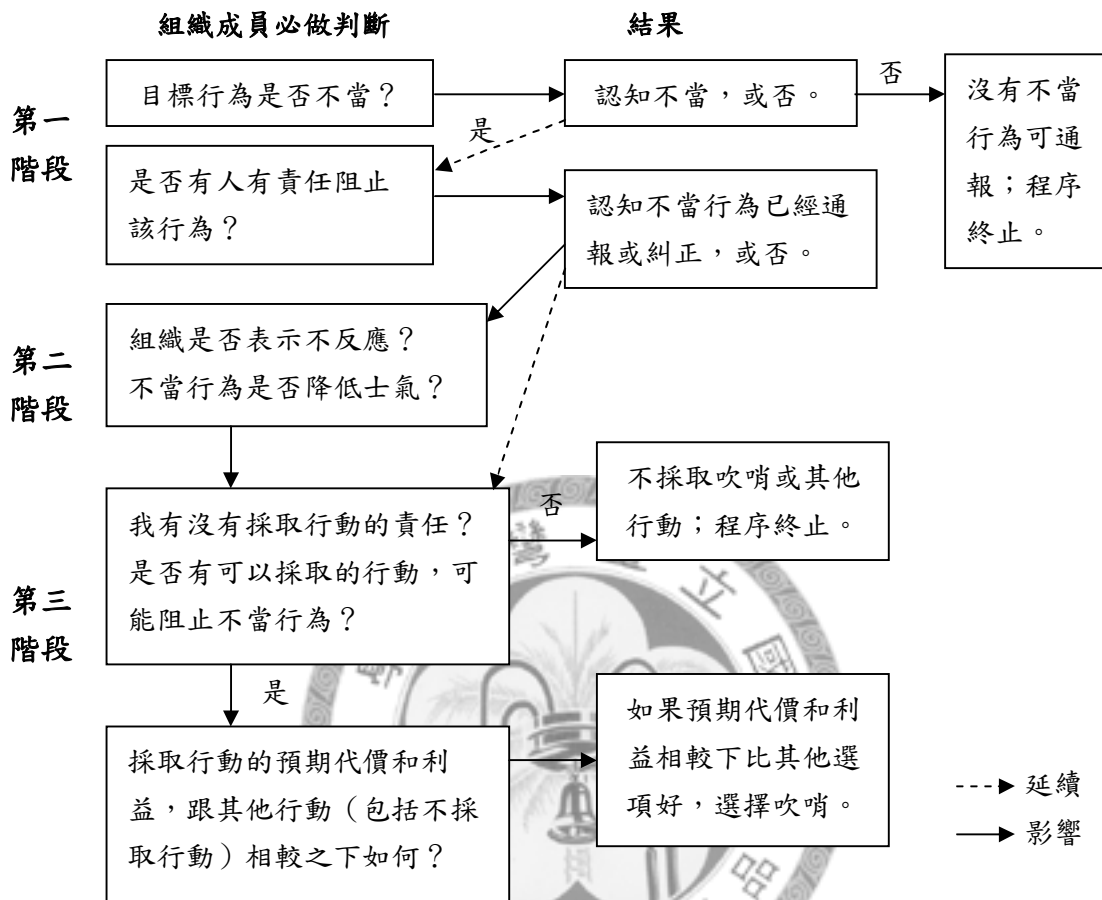 組織成員必做判斷
結果
第一
階段
目標行為是否不當？
認知不當，或否。
否
沒有不當
行為可通
報；程序
終止。
是
是否有人有責任阻止
該行為？
認知不當行為已經通
報或糾正，或否。
第二
階段
組織是否表示不反應？
不當行為是否降低士氣？
第三
階段
我有沒有採取行動的責任？
是否有可以採取的行動，可
能阻止不當行為？
否
不採取吹哨或其他
行動；程序終止。
是
採取行動的預期代價和利
益，跟其他行動（包括不採
取行動）相較之下如何？
如果預期代價和利
益相較下比其他選
項好，選擇吹哨。
延續
影響
灣
立
國
品